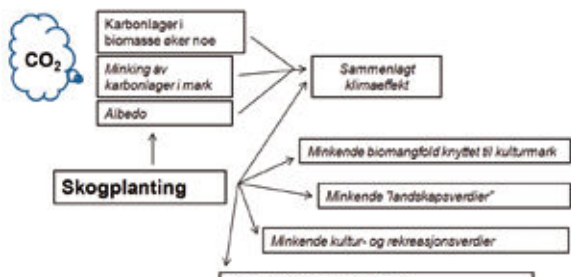 CO₂
Karbonlager i
biomasse øker noe
Minking av
karbonlager i mark
Albedo
Sammenlagt
klimaeffekt
Skogplanting
Minkende biomangfold knyttet til kulturmark
Minkende "landskapsverdier"
Minkende kultur- og rekreasjonsverdier